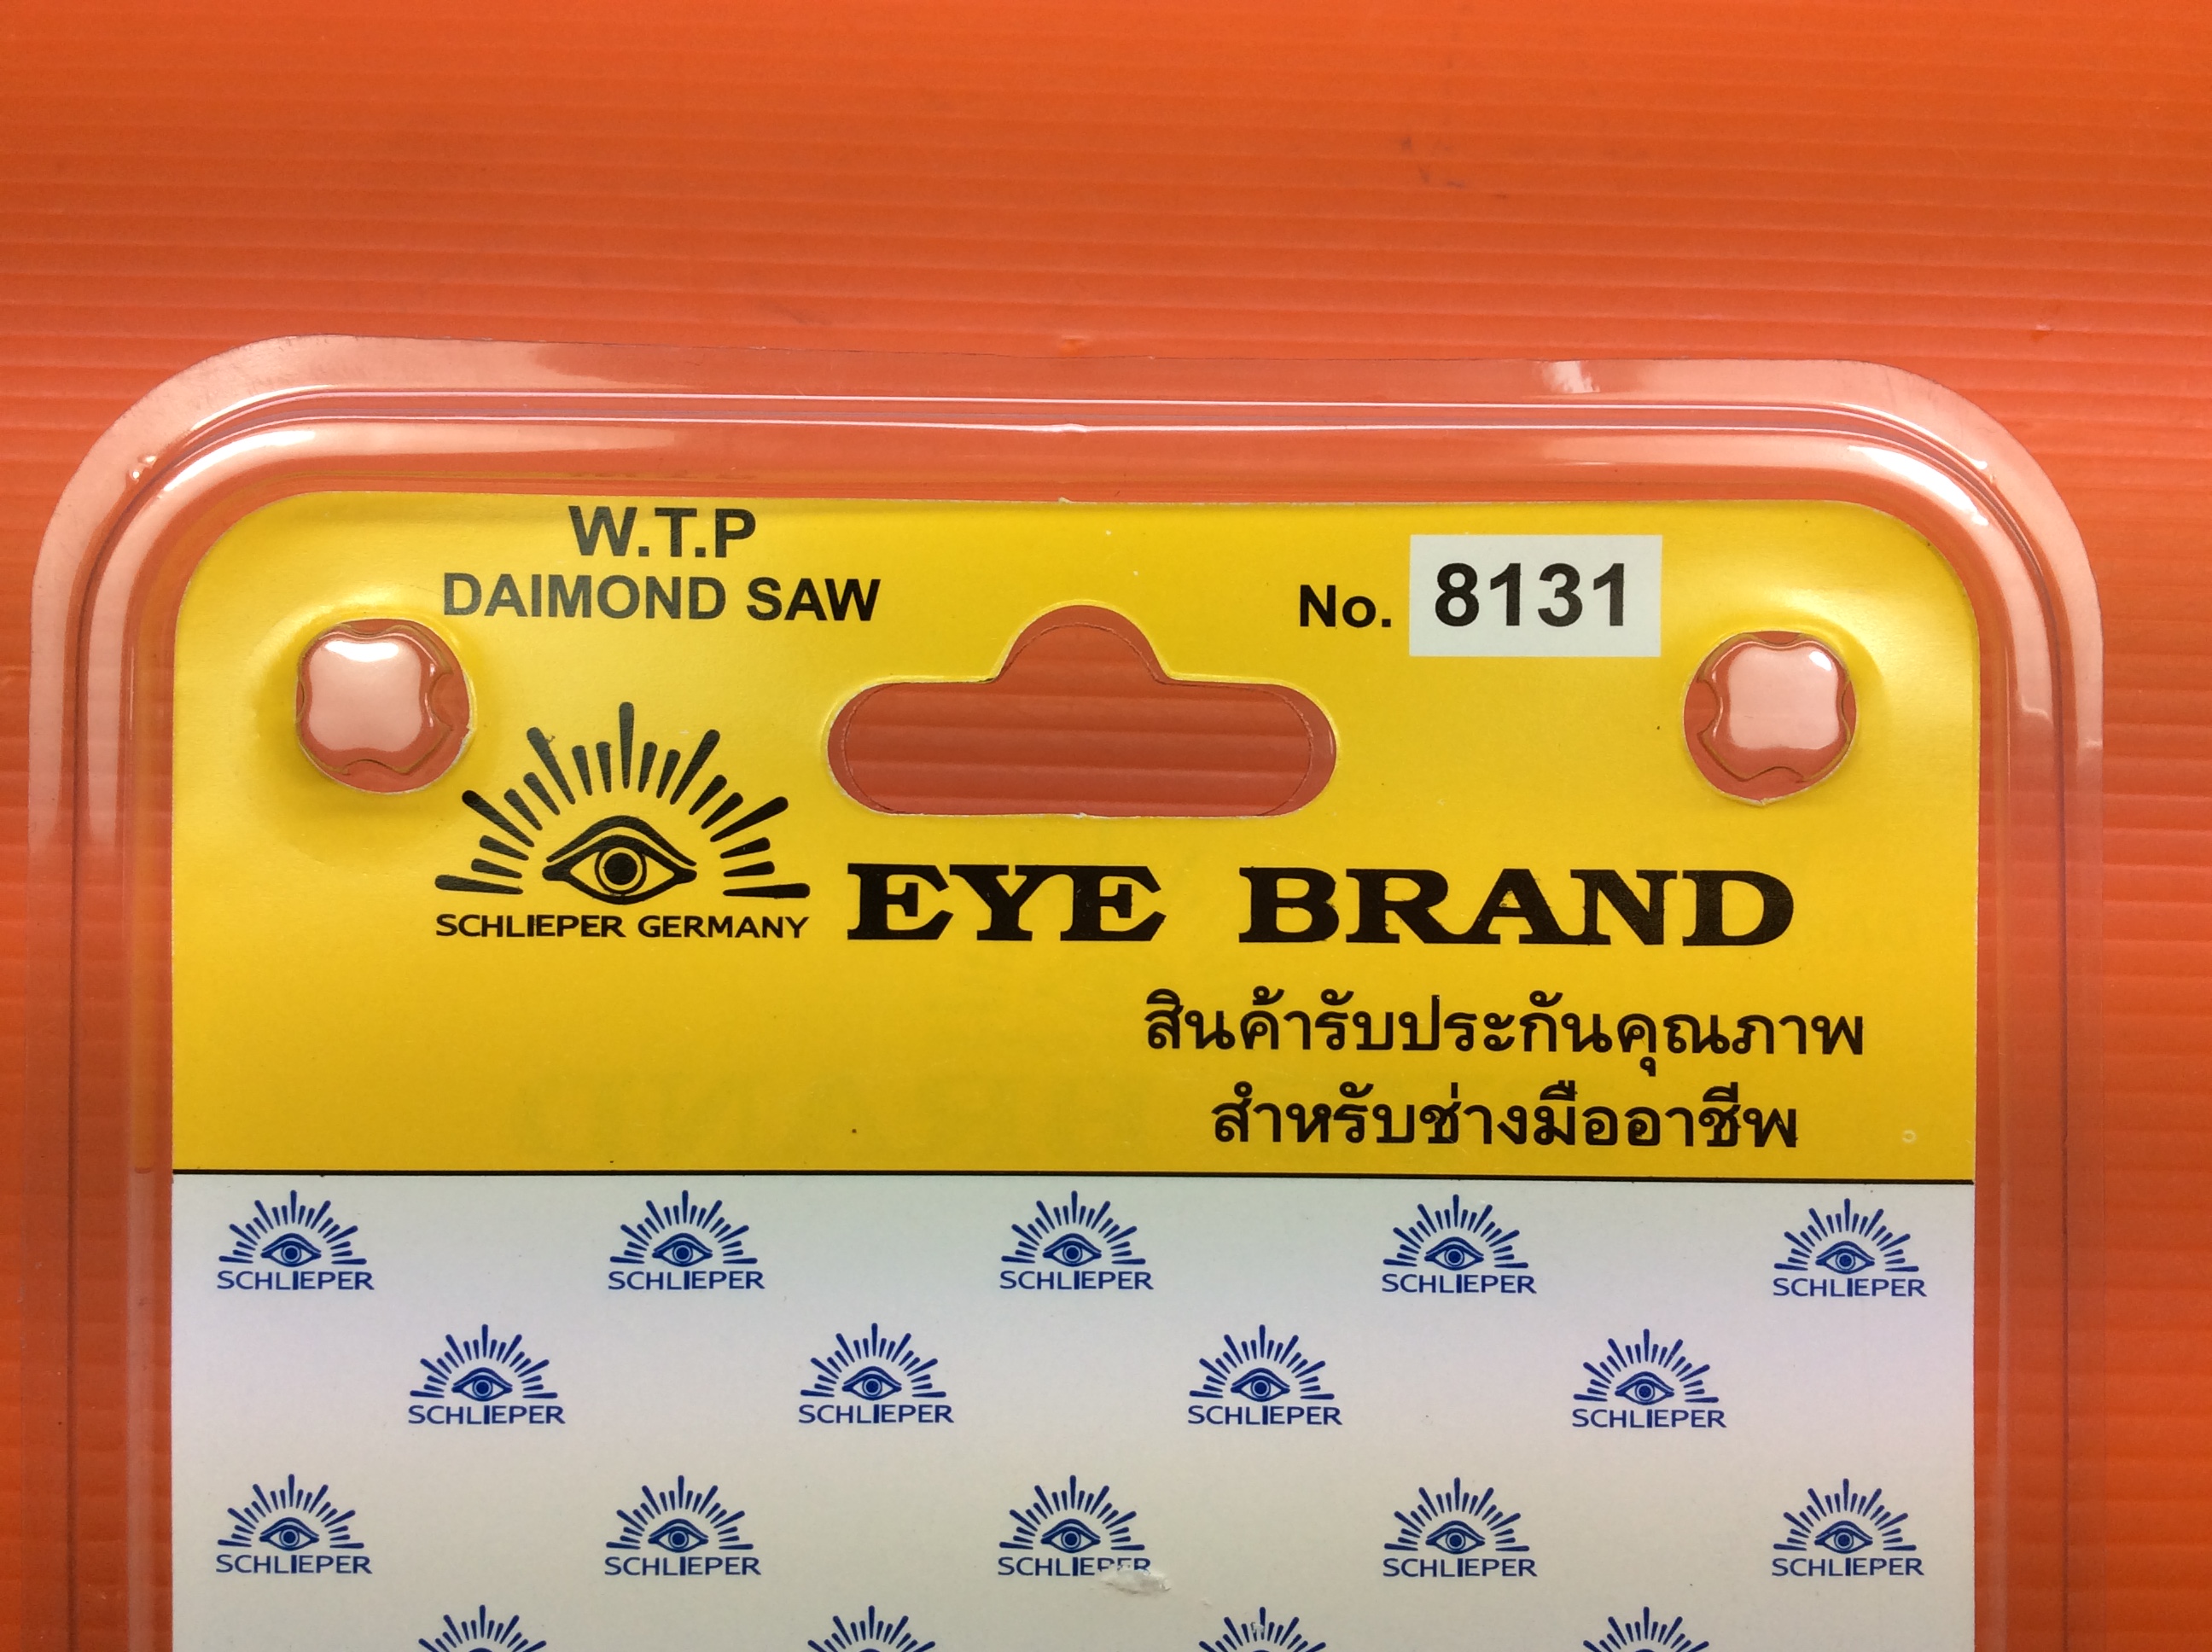 W.T.P
DAIMOND SAW
No. 8131
SCHLIEPER GERMANY
EYE BRAND
สินค้ารับประกันคุณภาพ
สำหรับช่างมืออาชีพ
SCHLIEPER SCHLIEPER SCHLIEPER SCHLIEPER SCHLIEPER
SCHLIEPER SCHLIEPER SCHLIEPER SCHLIEPER
SCHLIEPER SCHLIEPER SCHLIEPER SCHLIEPER SCHLIEPER